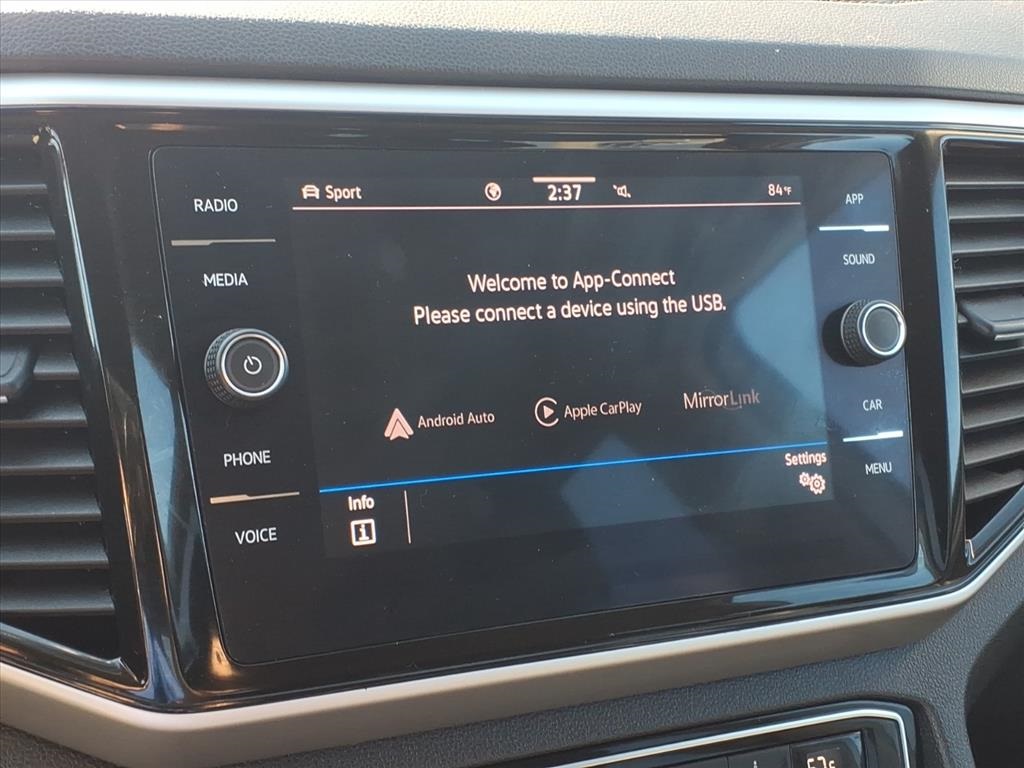 RADIO
MEDIA
PHONE
VOICE
Sport 2:37 84°F
Welcome to App-Connect
Please connect a device using the USB.
Android Auto Apple CarPlay MirrorLink
Settings
Info
APP
SOUND
CAR
MENU